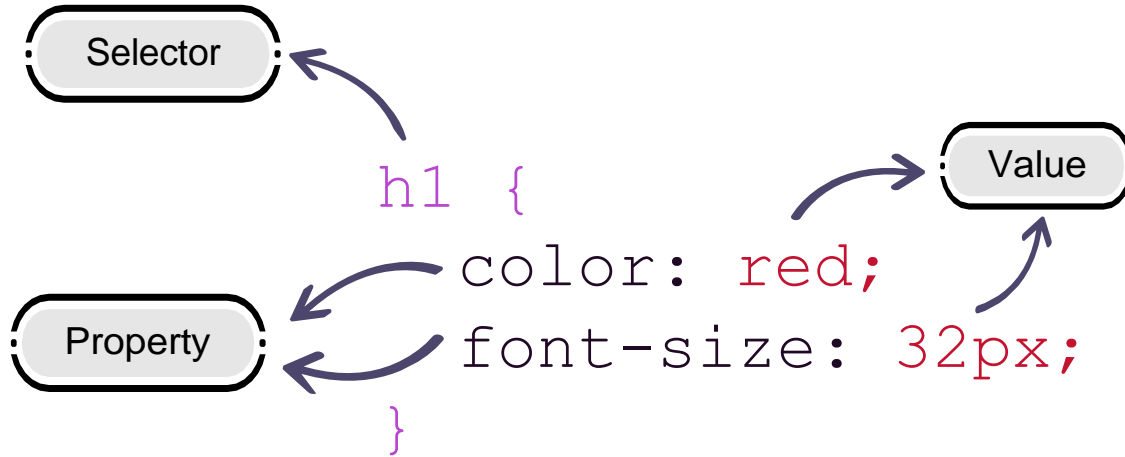 Selector
Value
h1 {
color: red;
Property
font-size: 32px;
}